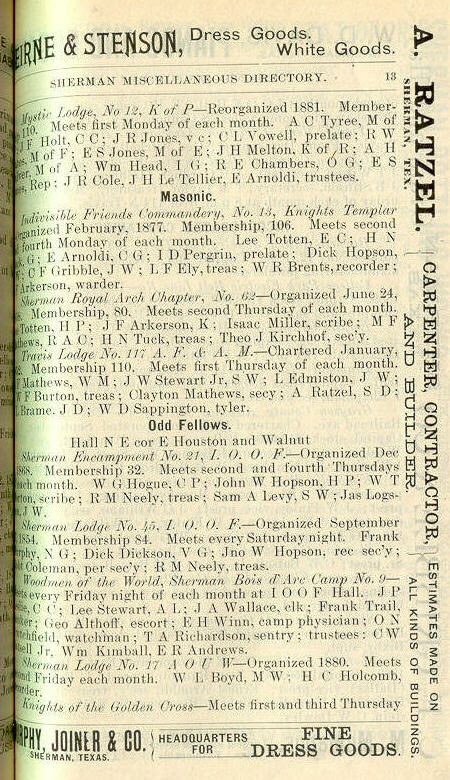 EIRNE & STENSON, Dress Goods.
White Goods.
SHERMAN MISCELLANEOUS DIRECTORY. 13
Mystic Lodge, No 12, K of P—Reorganized 1881. Member-
110. Meets first Monday of each month. A C Tyree, M of
J F Holt, C C; J R Jones, v c; C L Vowell, prelate; R W
M of F; E S Jones, M of E; J H Melton, K of R; A H
M of A; Wm Head, I G; R E Chambers, O G; E S
Rep; J R Cole, J H Le Tellier, E Arnoldi, trustees.
Masonic.
Indivisible Friends Commandery, No. 13, Knights Templar
organized February, 1877. Membership, 106. Meets second
fourth Monday of each month. Lee Totten, E C; H N
G; E Arnoldi, C G; I D Pergrin, prelate; Dick Hopson,
C F Gribble, J W; L F Ely, treas; W R Brents, recorder;
Arkerson, warder.
Sherman Royal Arch Chapter, No. 62—Organized June 24,
Membership, 80. Meets second Thursday of each month.
Totten, H P; J F Arkerson, K; Isaac Miller, scribe; M F
hews, R A C; H N Tuck, treas; Theo J Kirchhof, sec'y.
Travis Lodge No. 117 A. F. & A. M.—Chartered January,
Membership 110. Meets first Thursday of each month.
Mathews, W M; J W Stewart Jr, S W; L Edmiston, J W;
W F Burton, treas; Clayton Mathews, secy; A Ratzel, S D;
Brame, J D; W D Sappington, tyler.
Odd Fellows.
Hall N E cor E Houston and Walnut
Sherman Encampment No. 21, I. O. O. F.—Organized Dec
1868. Membership 32. Meets second and fourth Thursdays
each month. W G Hogue, C P; John W Hopson, H P; W T
ton, scribe; R M Neely, treas; Sam A Levy, S W; Jas Logs-
J W.
Sherman Lodge No. 45, I. O. O. F.—Organized September
1854. Membership 84. Meets every Saturday night. Frank
rphy, N G; Dick Dickson, V G; Jno W Hopson, rec sec'y;
Coleman, per sec'y; R M Neely, treas.
Woodmen of the World, Sherman Bois d'Arc Camp No. 9—
ets every Friday night of each month at I O O F Hall. J P
C C; Lee Stewart, A L; J A Wallace, clk; Frank Trail,
ker; Geo Althoff, escort; E H Winn, camp physician; O N
tchfield, watchman; T A Richardson, sentry; trustees: C W
ell Jr, Wm Kimball, E R Andrews.
Sherman Lodge No. 17 A O U W—Organized 1880. Meets
Friday each month. W L Boyd, M W; H C Holcomb,
order.
Knights of the Golden Cross—Meets first and third Thursday
RPHY, JOINER & CO.
SHERMAN, TEXAS.
HEADQUARTERS
FOR
FINE
DRESS GOODS.
A. RATZEL.
SHERMAN, TEX.
CARPENTER, CONTRACTOR,
AND BUILDER.
ESTIMATES MADE ON
ALL KINDS OF BUILDINGS.